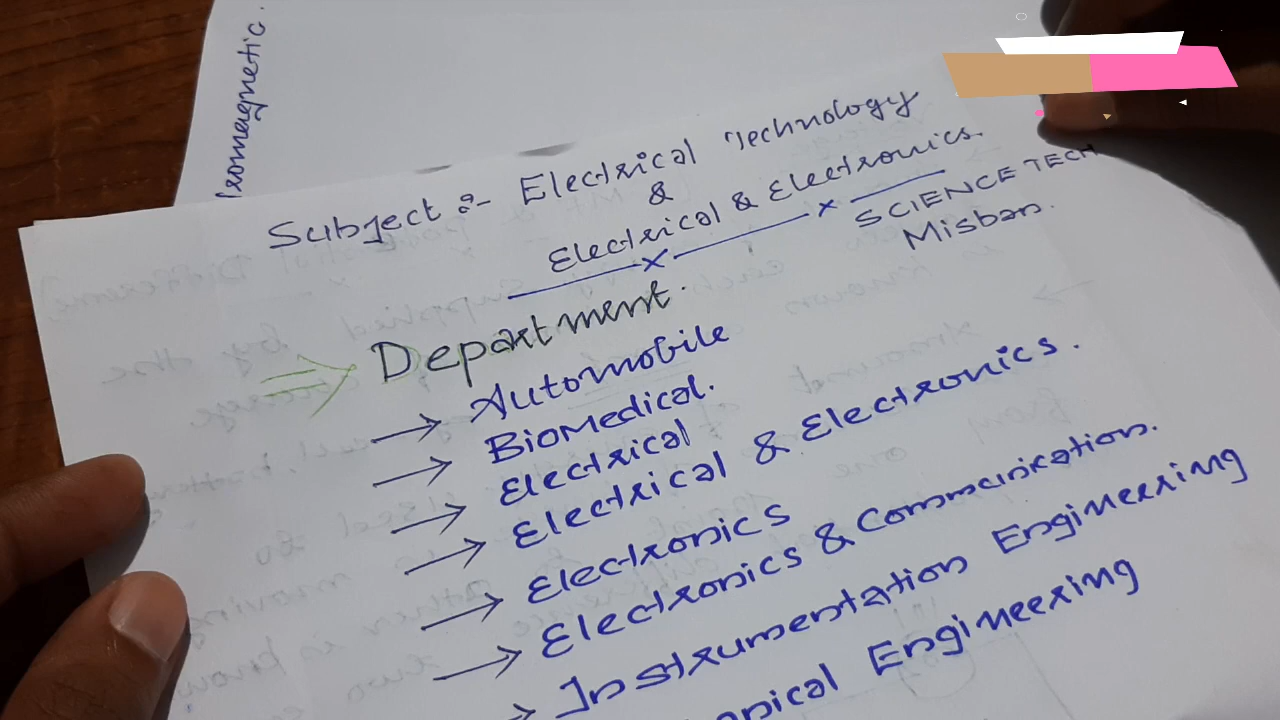 Subject :- Electrical Technology
&
Electrical & Electronics.
SCIENCE TECH
Misban.
Department.
Automobile
BioMedical.
Electrical
Electrical & Electronics.
Electronics
Electronics & Communication.
Instrumentation Engineering
Engineering